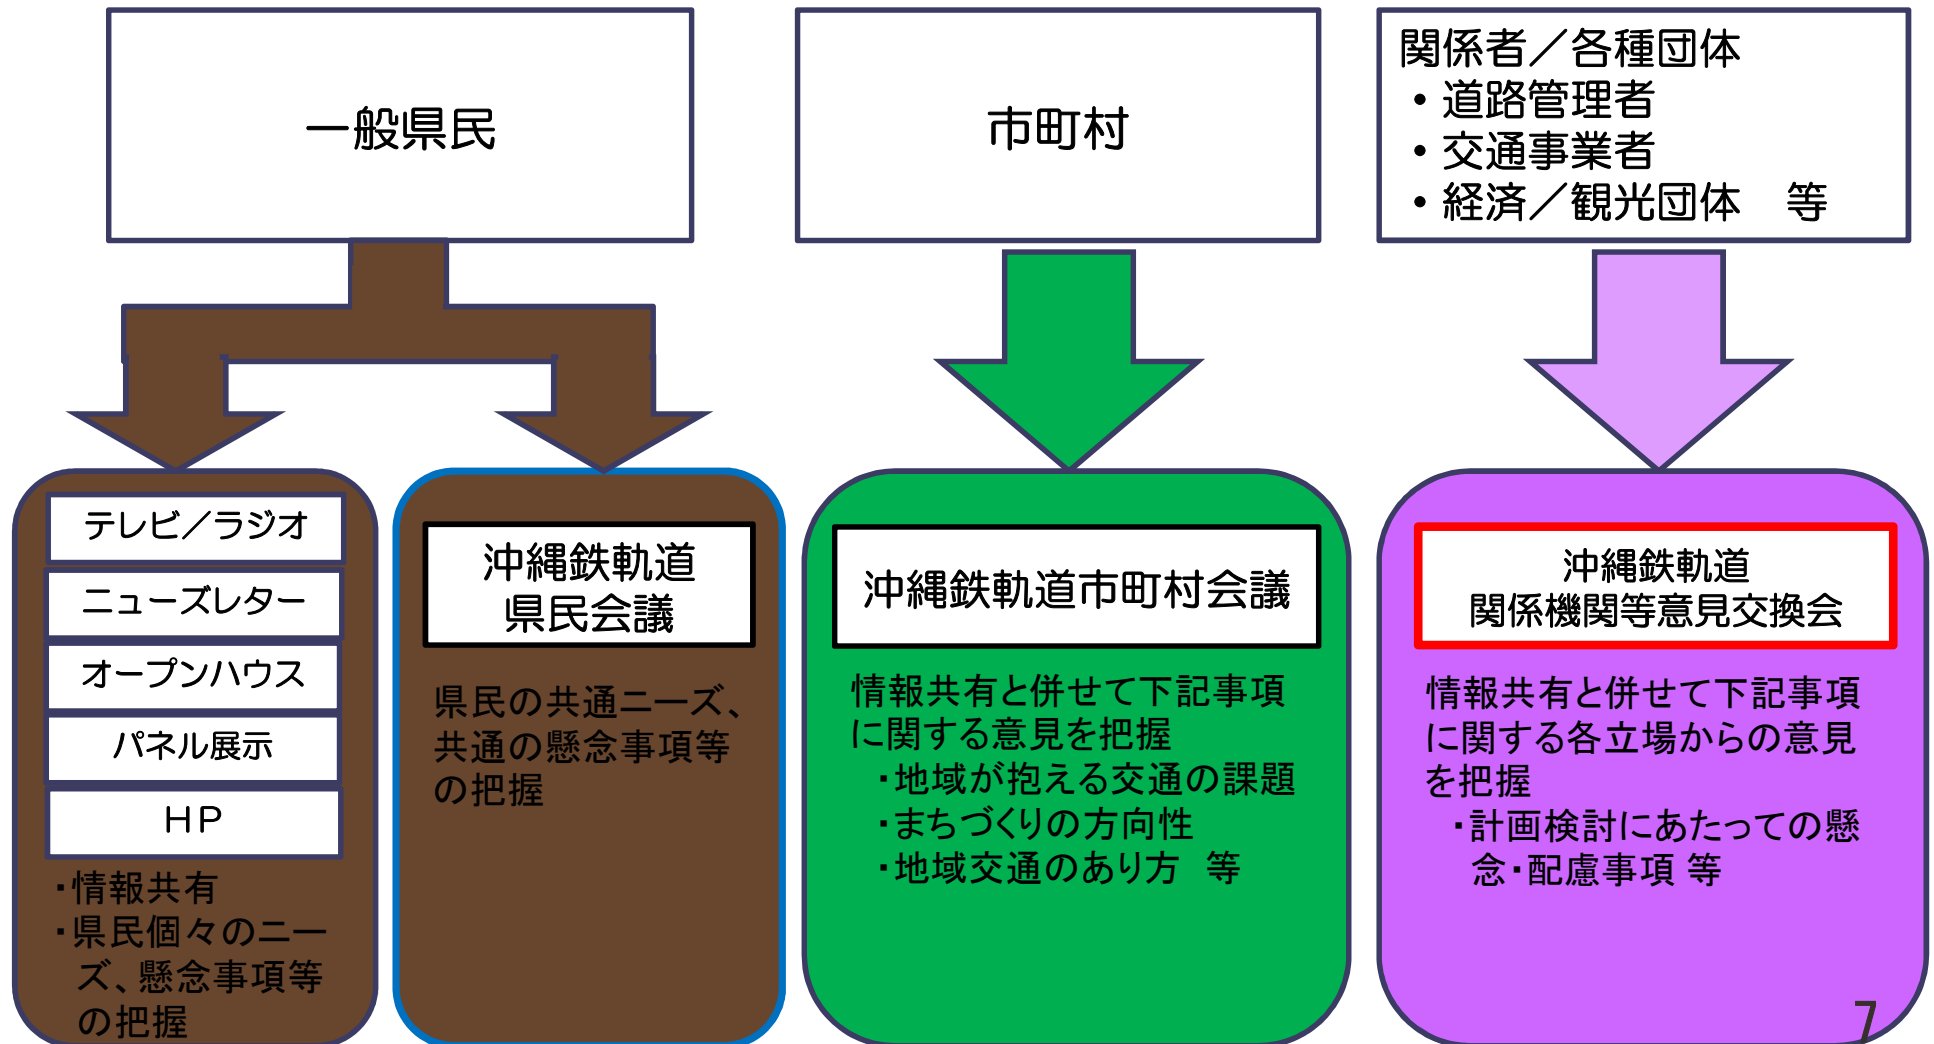 一般県民
市町村
関係者／各種団体
・道路管理者
・交通事業者
・経済／観光団体　等
テレビ／ラジオ
ニューズレター
オープンハウス
パネル展示
ＨＰ
・情報共有
・県民個々のニー
ズ、懸念事項等
の把握
沖縄鉄軌道
県民会議
県民の共通ニーズ、
共通の懸念事項等
の把握
沖縄鉄軌道市町村会議
情報共有と併せて下記事項
に関する意見を把握
・地域が抱える交通の課題
・まちづくりの方向性
・地域交通のあり方　等
沖縄鉄軌道
関係機関等意見交換会
情報共有と併せて下記事項
に関する各立場からの意見
を把握
・計画検討にあたっての懸
念・配慮事項 等
7